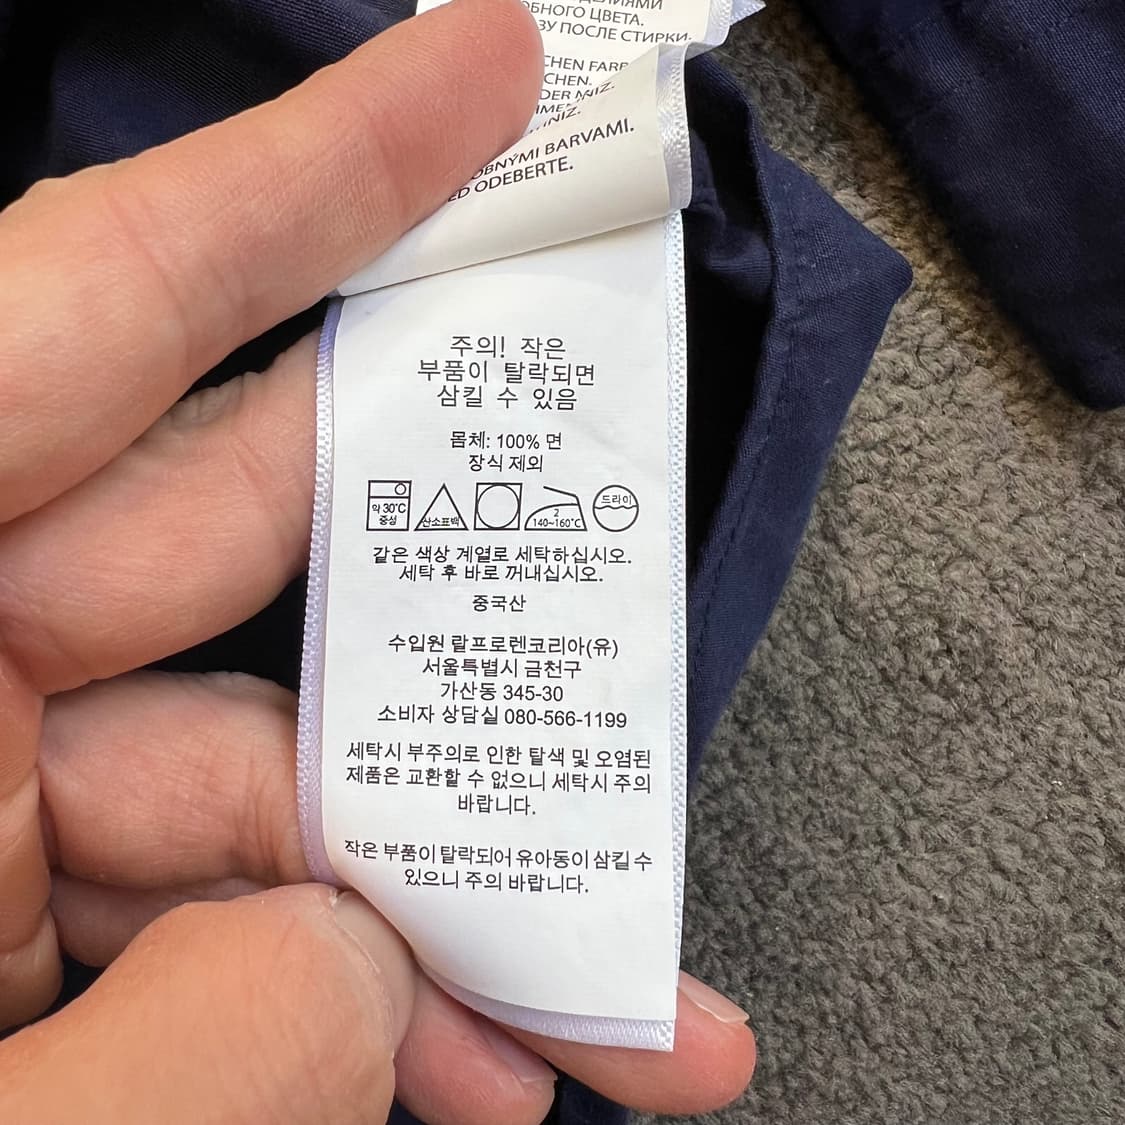 ОБНОГО ЦВЕТА.
ПОСЛЕ СТИРКИ.
CHEN FARB
CHEN.
DER
OBNÝMI BARVAMI.
ED ODEBERTE.
주의! 작은
부품이 탈락되면
삼킬 수 있음
몸체: 100% 면
장식 제외
약 30°C
중성
산소표백
2
140~160°C
드라이
같은 색상 계열로 세탁하십시오.
세탁 후 바로 꺼내십시오.
중국산
수입원 랄프로렌코리아(유)
서울특별시 금천구
가산동 345-30
소비자 상담실 080-566-1199
세탁시 부주의로 인한 탈색 및 오염된
제품은 교환할 수 없으니 세탁시 주의
바랍니다.
작은 부품이 탈락되어 유아동이 삼킬 수
있으니 주의 바랍니다.